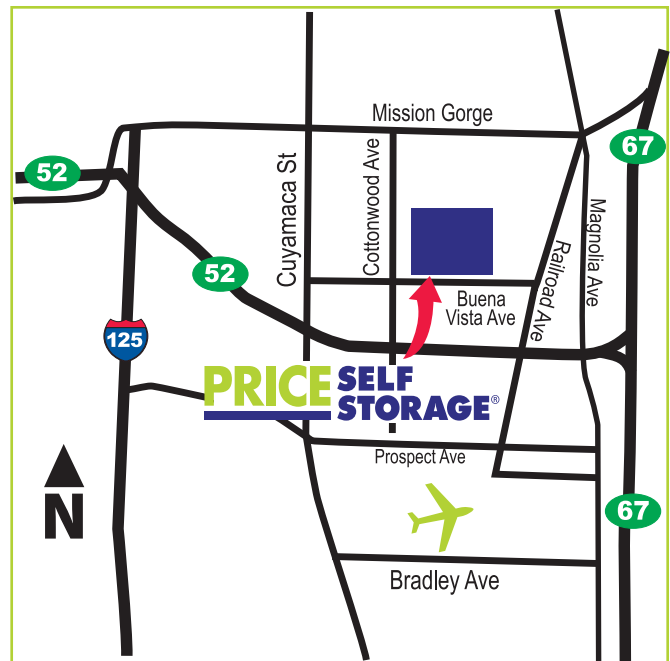 Mission Gorge
67
52
Cuyamaca St
Cottonwood Ave
Magnolia Ave
Railroad Ave
52
Buena
Vista Ave
125
PRICE SELF
STORAGE®
Prospect Ave
N
67
Bradley Ave